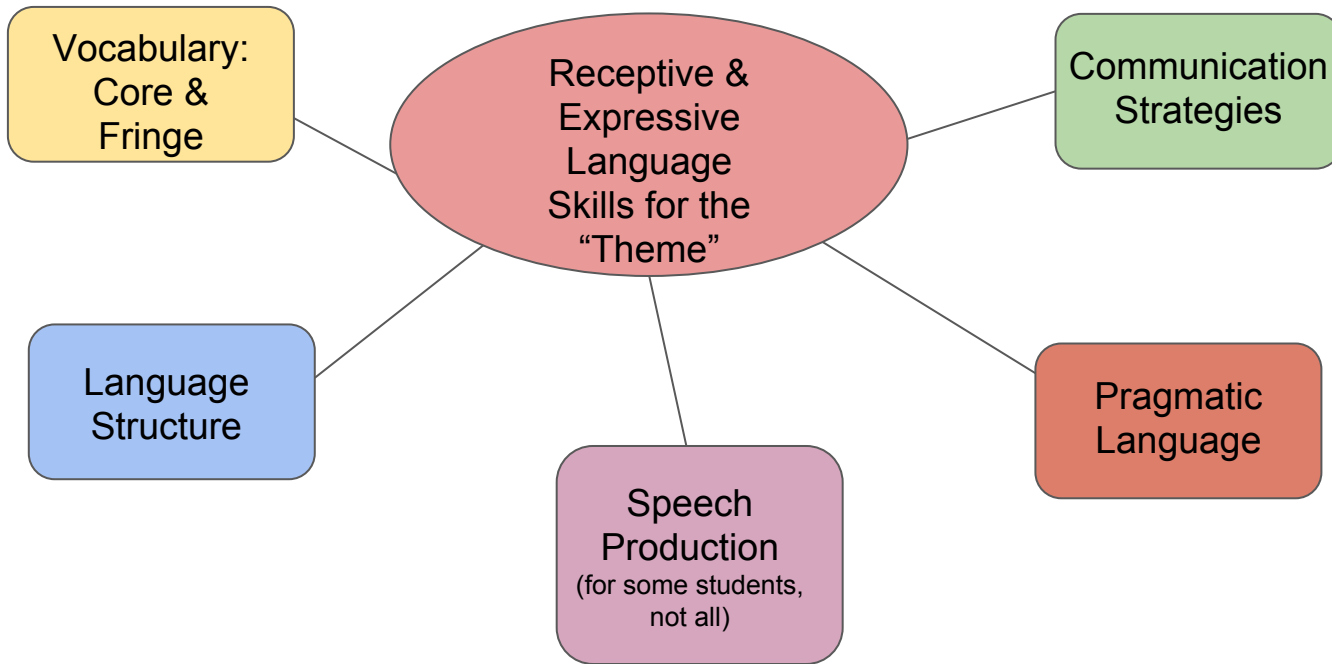 Vocabulary:
Core &
Fringe
Receptive &
Expressive
Language
Skills for the
“Theme”
Communication
Strategies
Language
Structure
Speech
Production
(for some students,
not all)
Pragmatic
Language